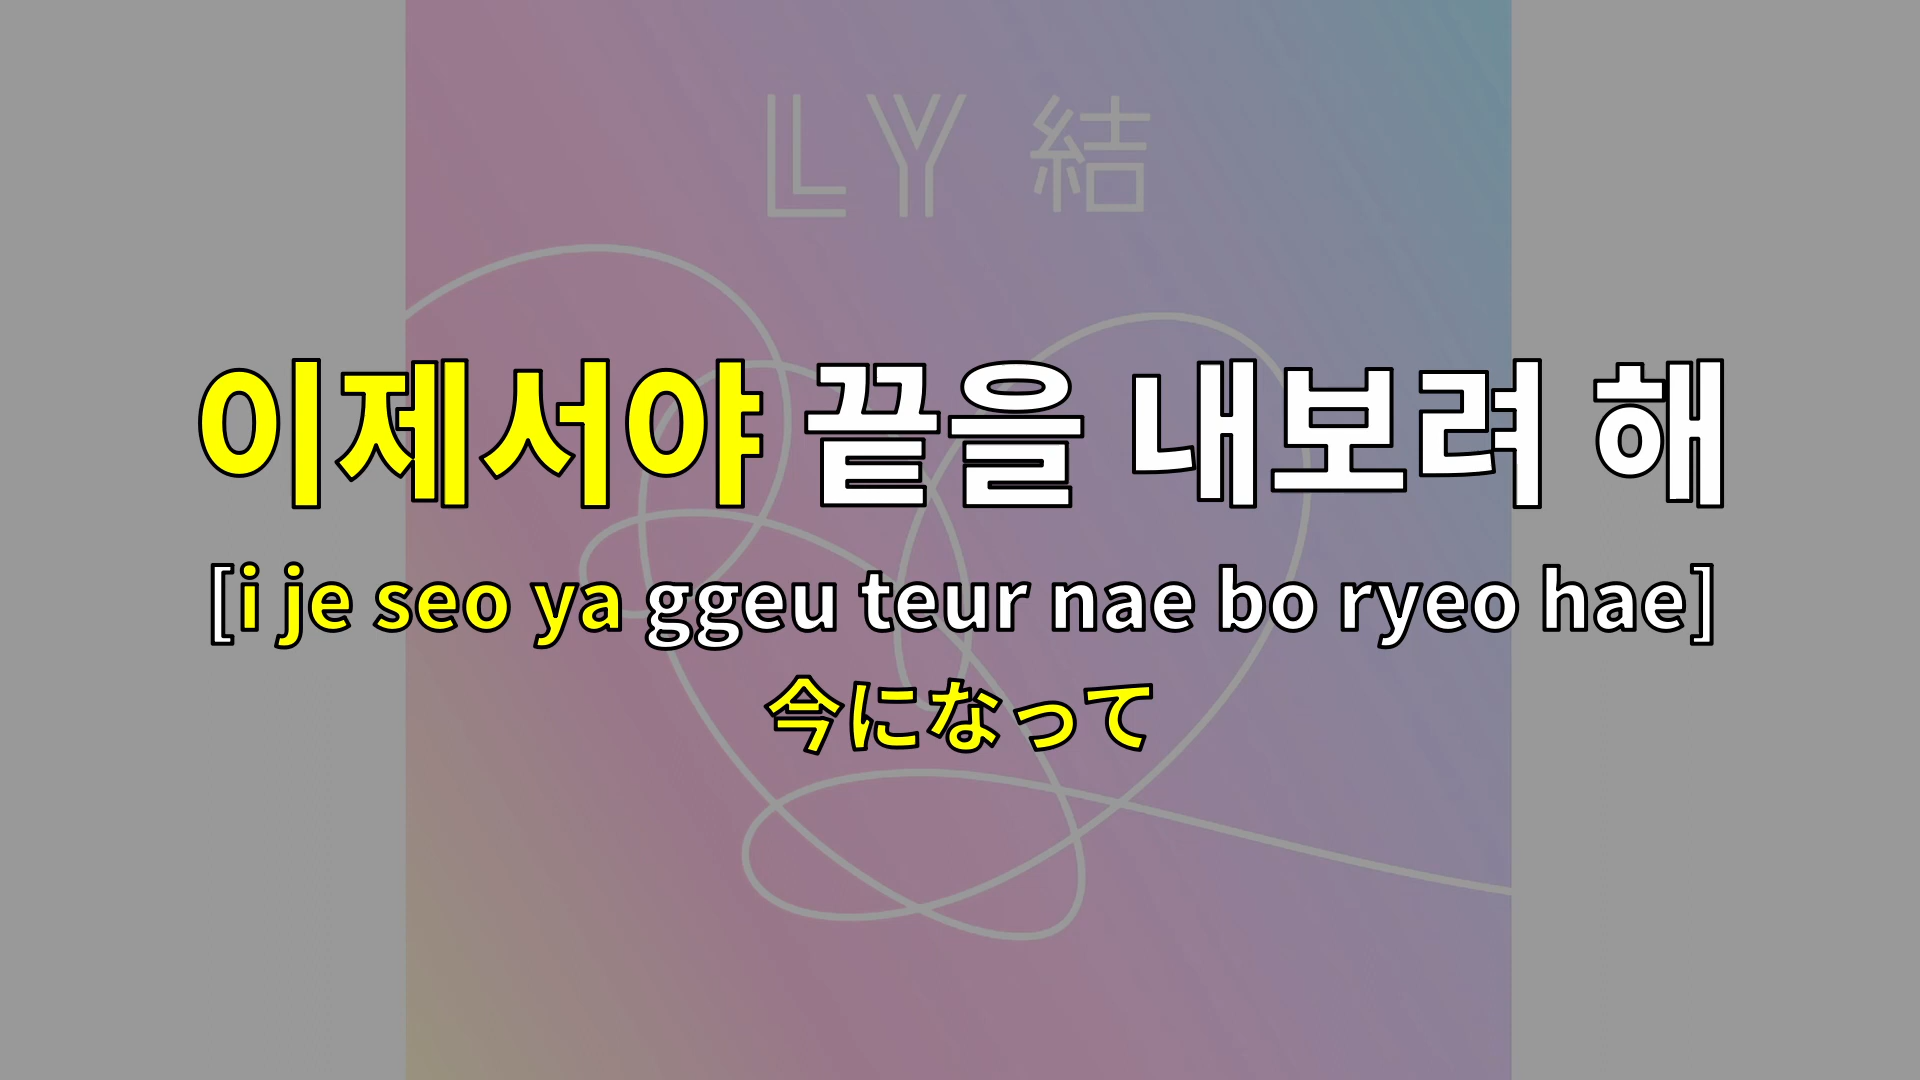 LY 結
이제서야 끝을 내보려 해
[i je seo ya ggeu teur nae bo ryeo hae]
今になって